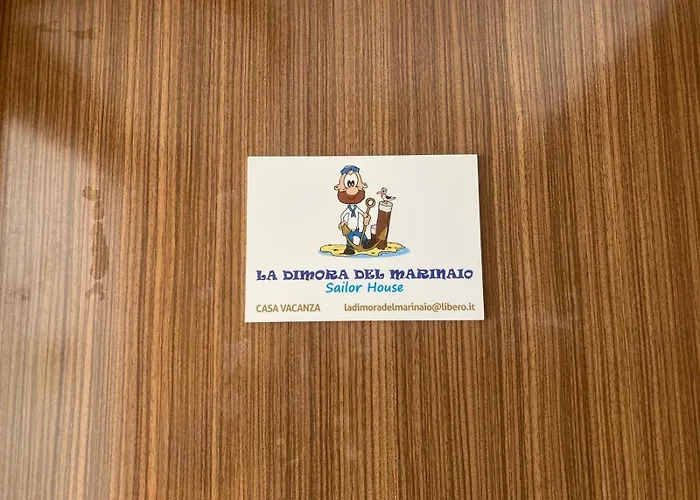 LA DIMORA DEL MARINAIO
Sailor House
CASA VACANZA ladimoradelmarinaio@libero.it